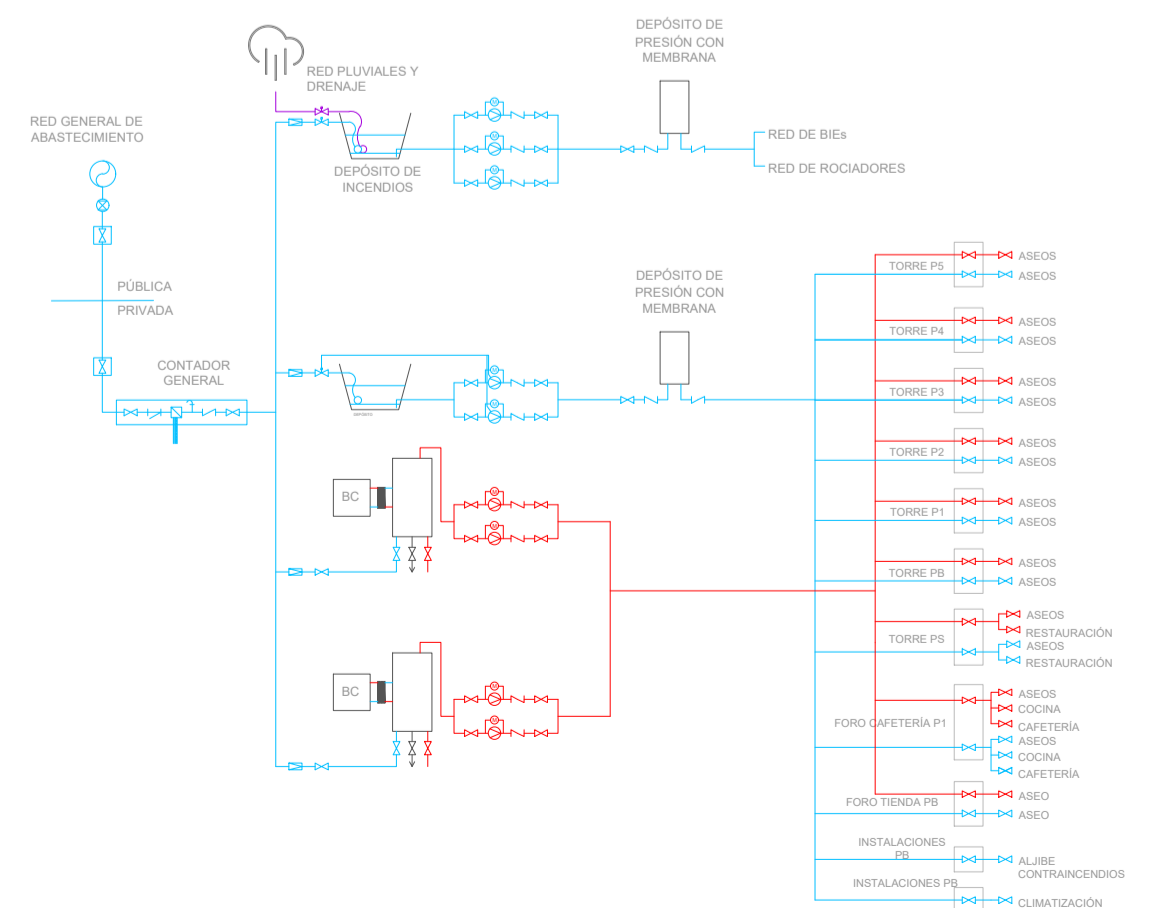 DEPÓSITO DE
PRESIÓN CON
MEMBRANA
RED PLUVIALES Y
DRENAJE
RED GENERAL DE
ABASTECIMIENTO
M
M
M
RED DE BIEs
RED DE ROCIADORES
DEPÓSITO DE
INCENDIOS
PÚBLICA
PRIVADA
CONTADOR
GENERAL
DEPÓSITO DE
PRESIÓN CON
MEMBRANA
M
M
BC
M
M
BC
M
M
TORRE P5
ASEOS
ASEOS
TORRE P4
ASEOS
ASEOS
TORRE P3
ASEOS
ASEOS
TORRE P2
ASEOS
ASEOS
TORRE P1
ASEOS
ASEOS
TORRE PB
ASEOS
ASEOS
TORRE PS
ASEOS
RESTAURACIÓN
ASEOS
RESTAURACIÓN
FORO CAFETERÍA P1
ASEOS
COCINA
CAFETERÍA
ASEOS
COCINA
CAFETERÍA
FORO TIENDA PB
ASEO
ASEO
INSTALACIONES
PB
ALJIBE
CONTRAINCENDIOS
INSTALACIONES PB
CLIMATIZACIÓN